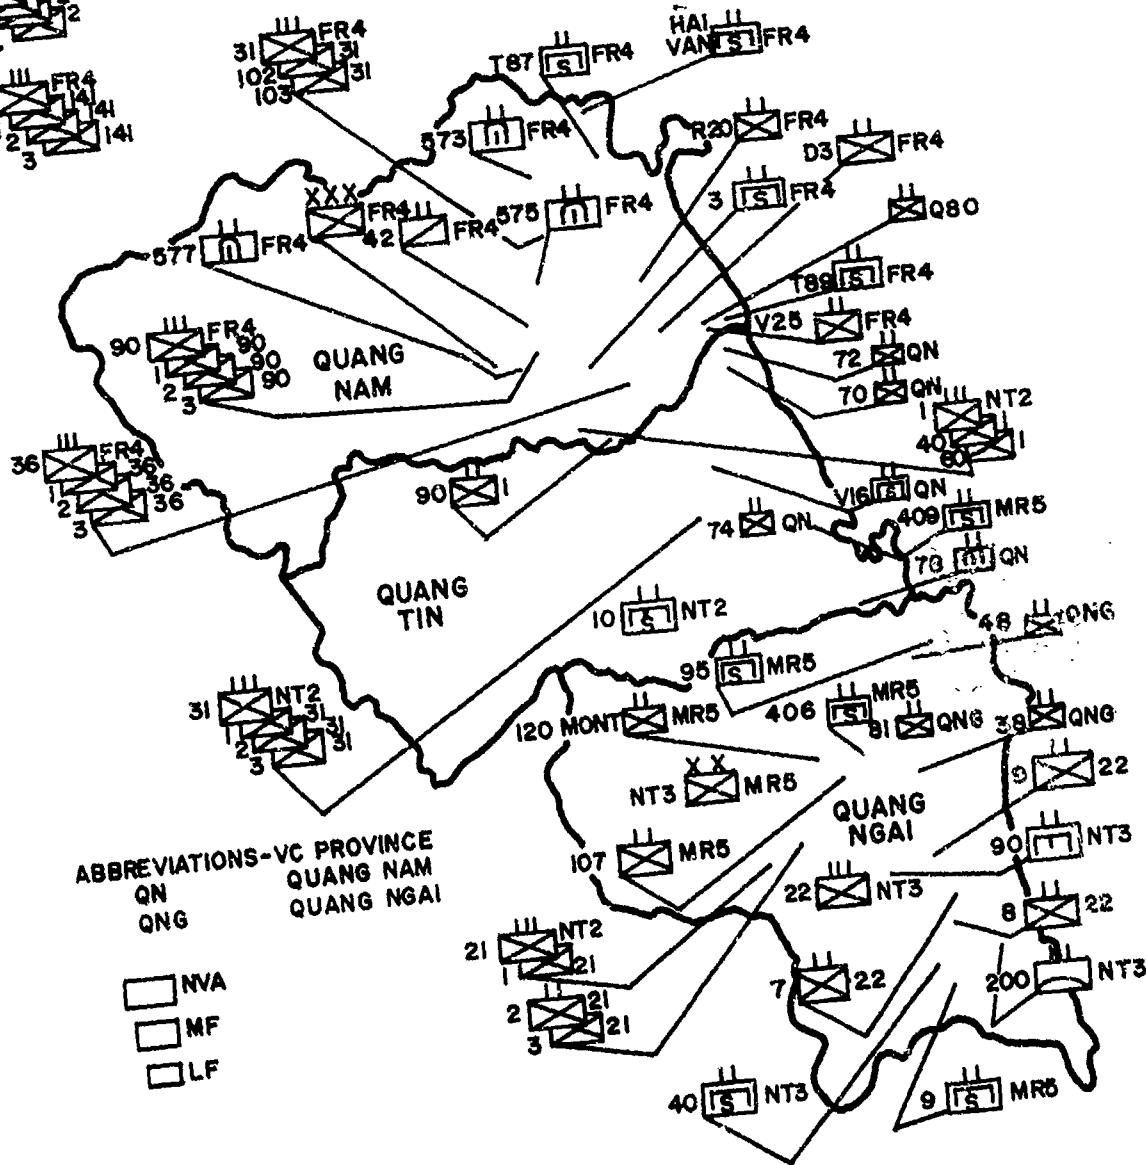 2
FR4
141
2 41
3 141
31 FR4
102 31
103 31
T87 S FR4
HAI
VAN S FR4
573 FR4
R20 FR4
D3 FR4
XXX
FR4
42 FR4
575 FR4
3 S FR4
Q80
577 FR4
T89 S FR4
V25 FR4
90 FR4
1 90
2 90
3 90
QUANG
NAM
72 QN
70 QN
1 NT2
40 1
60
36 FR4
1 36
2 36
3 36
90 1
V16 S QN
74 QN
409 S MR5
78 QN
QUANG
TIN
10 S NT2
48 QNG
95 S MR5
31 NT2
1 31
2 31
3 31
120 MONT MR5
406 S MR5
81 QNG
38 QNG
XX
NT3 MR5
9 22
QUANG
NGAI
90 NT3
107 MR5
22 NT3
8 22
ABBREVIATIONS-VC PROVINCE
QN QUANG NAM
QNG QUANG NGAI
21 NT2
1 21
2 21
3 21
7 22
200 NT3
NVA
MF
LF
40 S NT3
9 S MR5